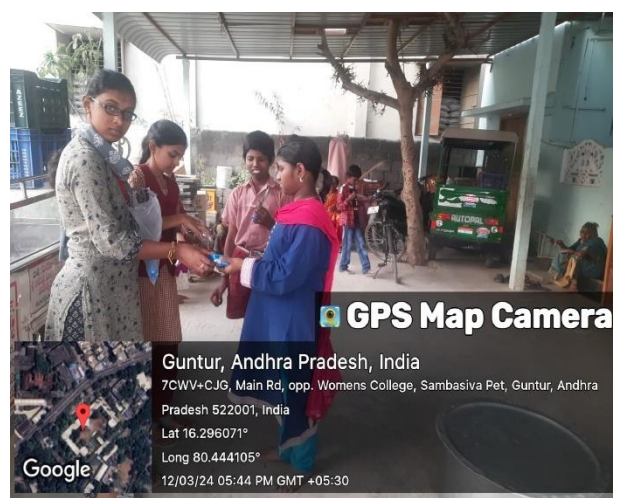 AUTOPAL
GPS Map Camera
Guntur, Andhra Pradesh, India
7CWV+CJG, Main Rd, opp. Womens College, Sambasiva Pet, Guntur, Andhra
Pradesh 522001, India
Lat 16.296071°
Long 80.444105°
12/03/24 05:44 PM GMT +05:30
Google